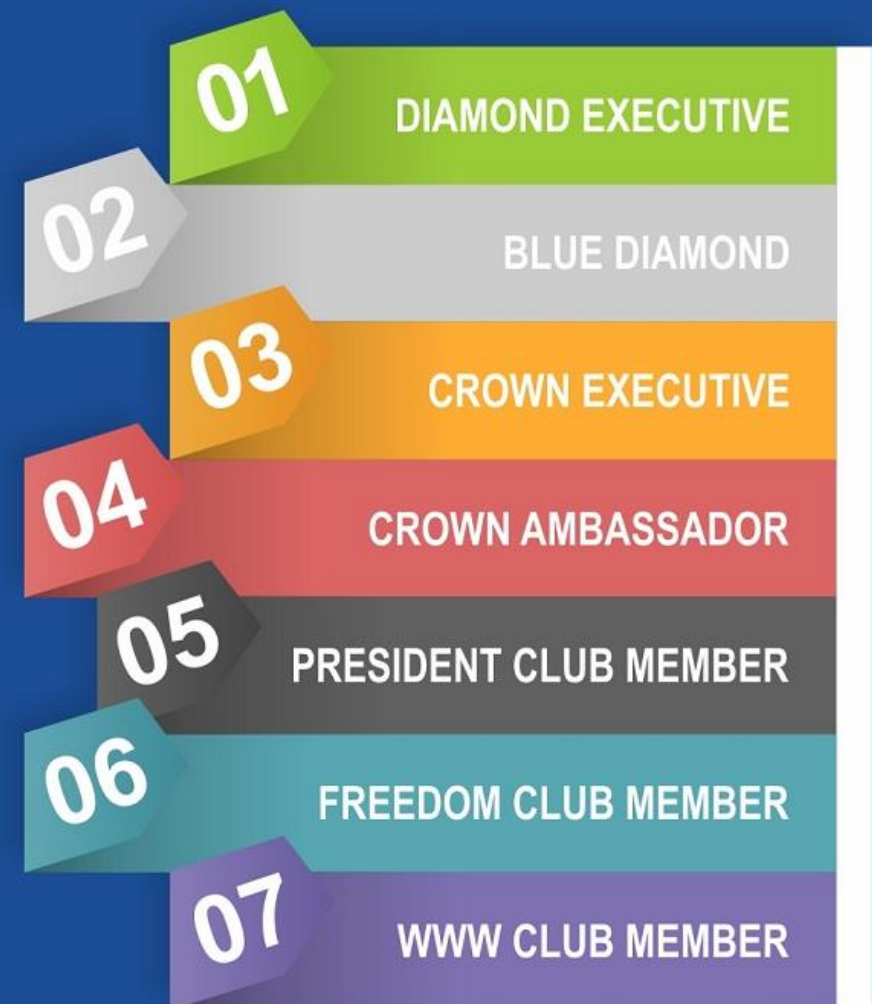 01
DIAMOND EXECUTIVE
02
BLUE DIAMOND
03
CROWN EXECUTIVE
04
CROWN AMBASSADOR
05
PRESIDENT CLUB MEMBER
06
FREEDOM CLUB MEMBER
07
WWW CLUB MEMBER